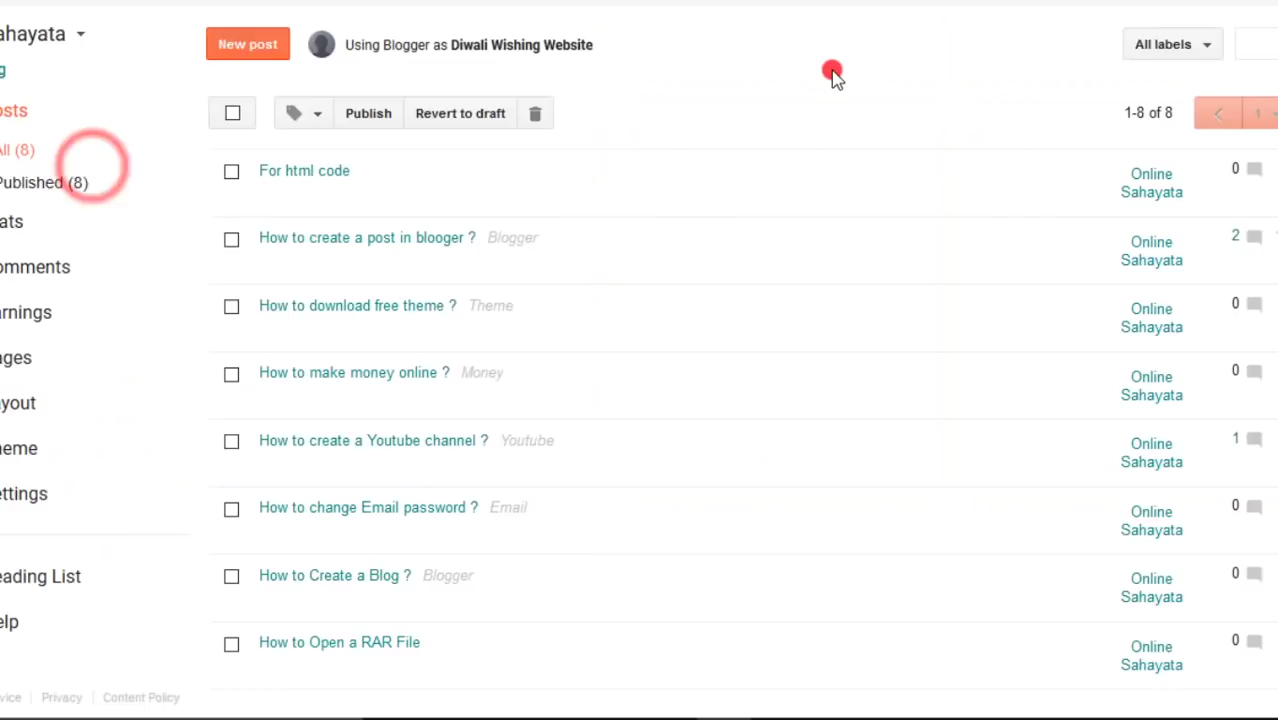 ahayata
New post
Using Blogger as Diwali Wishing Website
All labels
g
osts
Publish
Revert to draft
1-8 of 8
1
All (8)
Published (8)
ats
omments
arnings
ages
ayout
heme
ettings
eading List
elp
vice | Privacy | Content Policy
For html code
Online
Sahayata
0
How to create a post in blooger ? Blogger
Online
Sahayata
2
How to download free theme ? Theme
Online
Sahayata
0
How to make money online ? Money
Online
Sahayata
0
How to create a Youtube channel ? Youtube
Online
Sahayata
1
How to change Email password ? Email
Online
Sahayata
0
How to Create a Blog ? Blogger
Online
Sahayata
0
How to Open a RAR File
Online
Sahayata
0